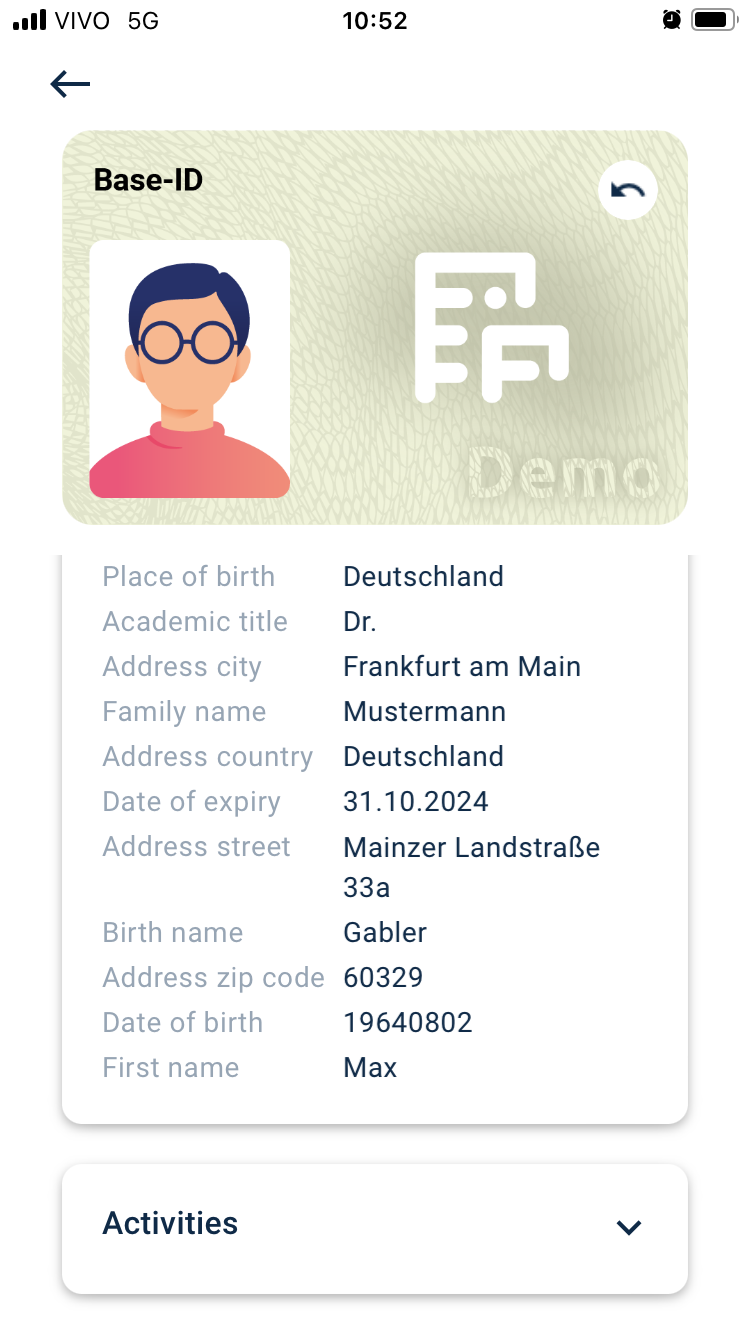 VIVO 5G 10:52
Base-ID
Demo
Place of birth Deutschland
Academic title Dr.
Address city Frankfurt am Main
Family name Mustermann
Address country Deutschland
Date of expiry 31.10.2024
Address street Mainzer Landstraße
33a
Birth name Gabler
Address zip code 60329
Date of birth 19640802
First name Max
Activities